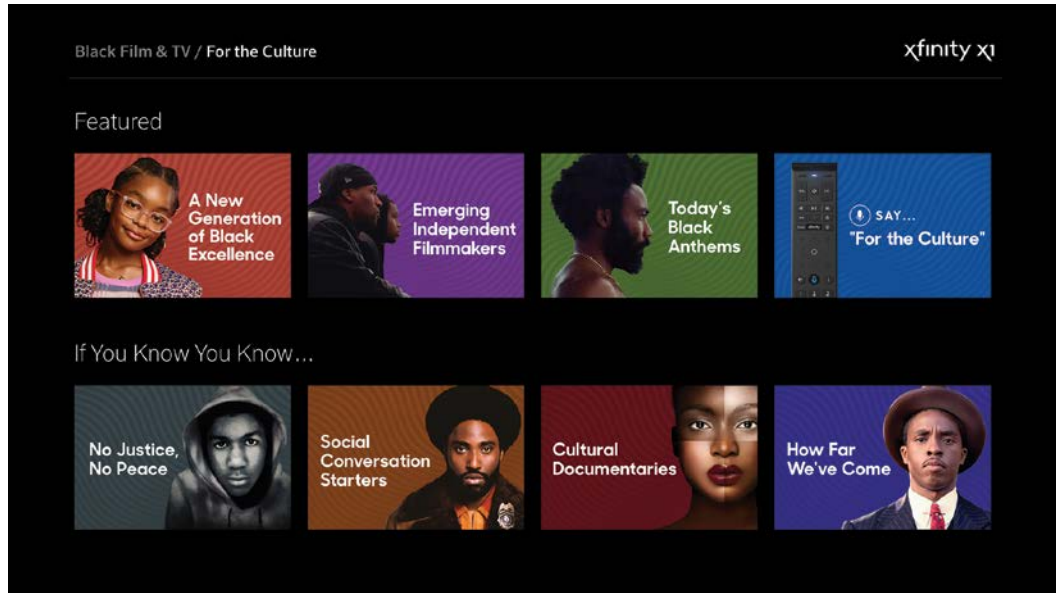 Black Film & TV / For the Culture
xfinity x1
Featured
A New
Generation
of Black
Excellence
Emerging
Independent
Filmmakers
Today's
Black
Anthems
SAY...
"For the Culture"
If You Know You Know...
No Justice,
No Peace
Social
Conversation
Starters
Cultural
Documentaries
How Far
We've Come